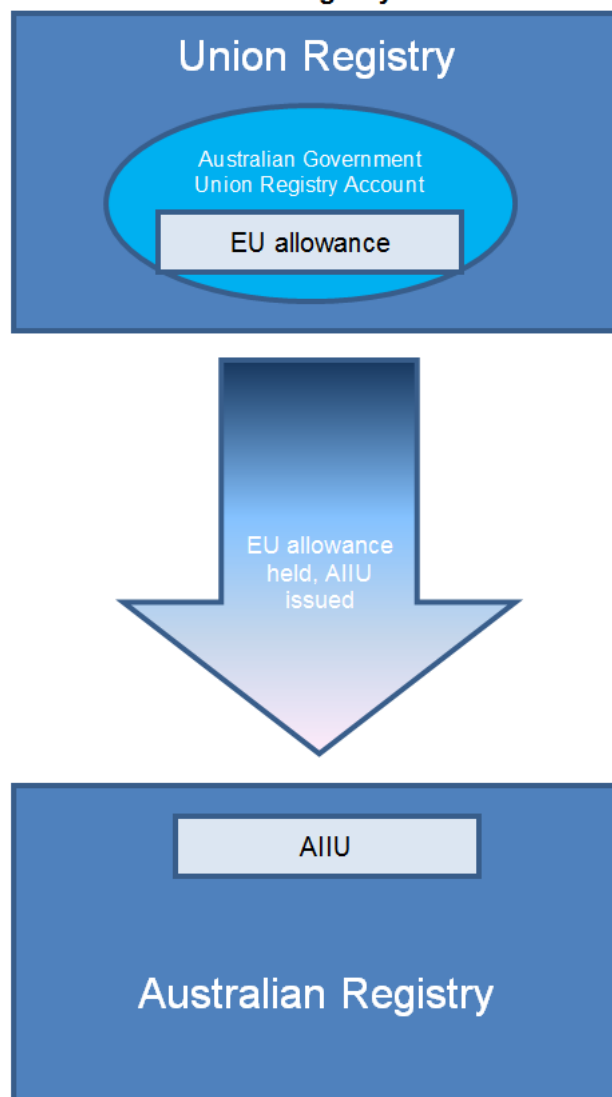 Union Registry
Australian Government
Union Registry Account
EU allowance
EU allowance
held, AIIU
issued
AIIU
Australian Registry